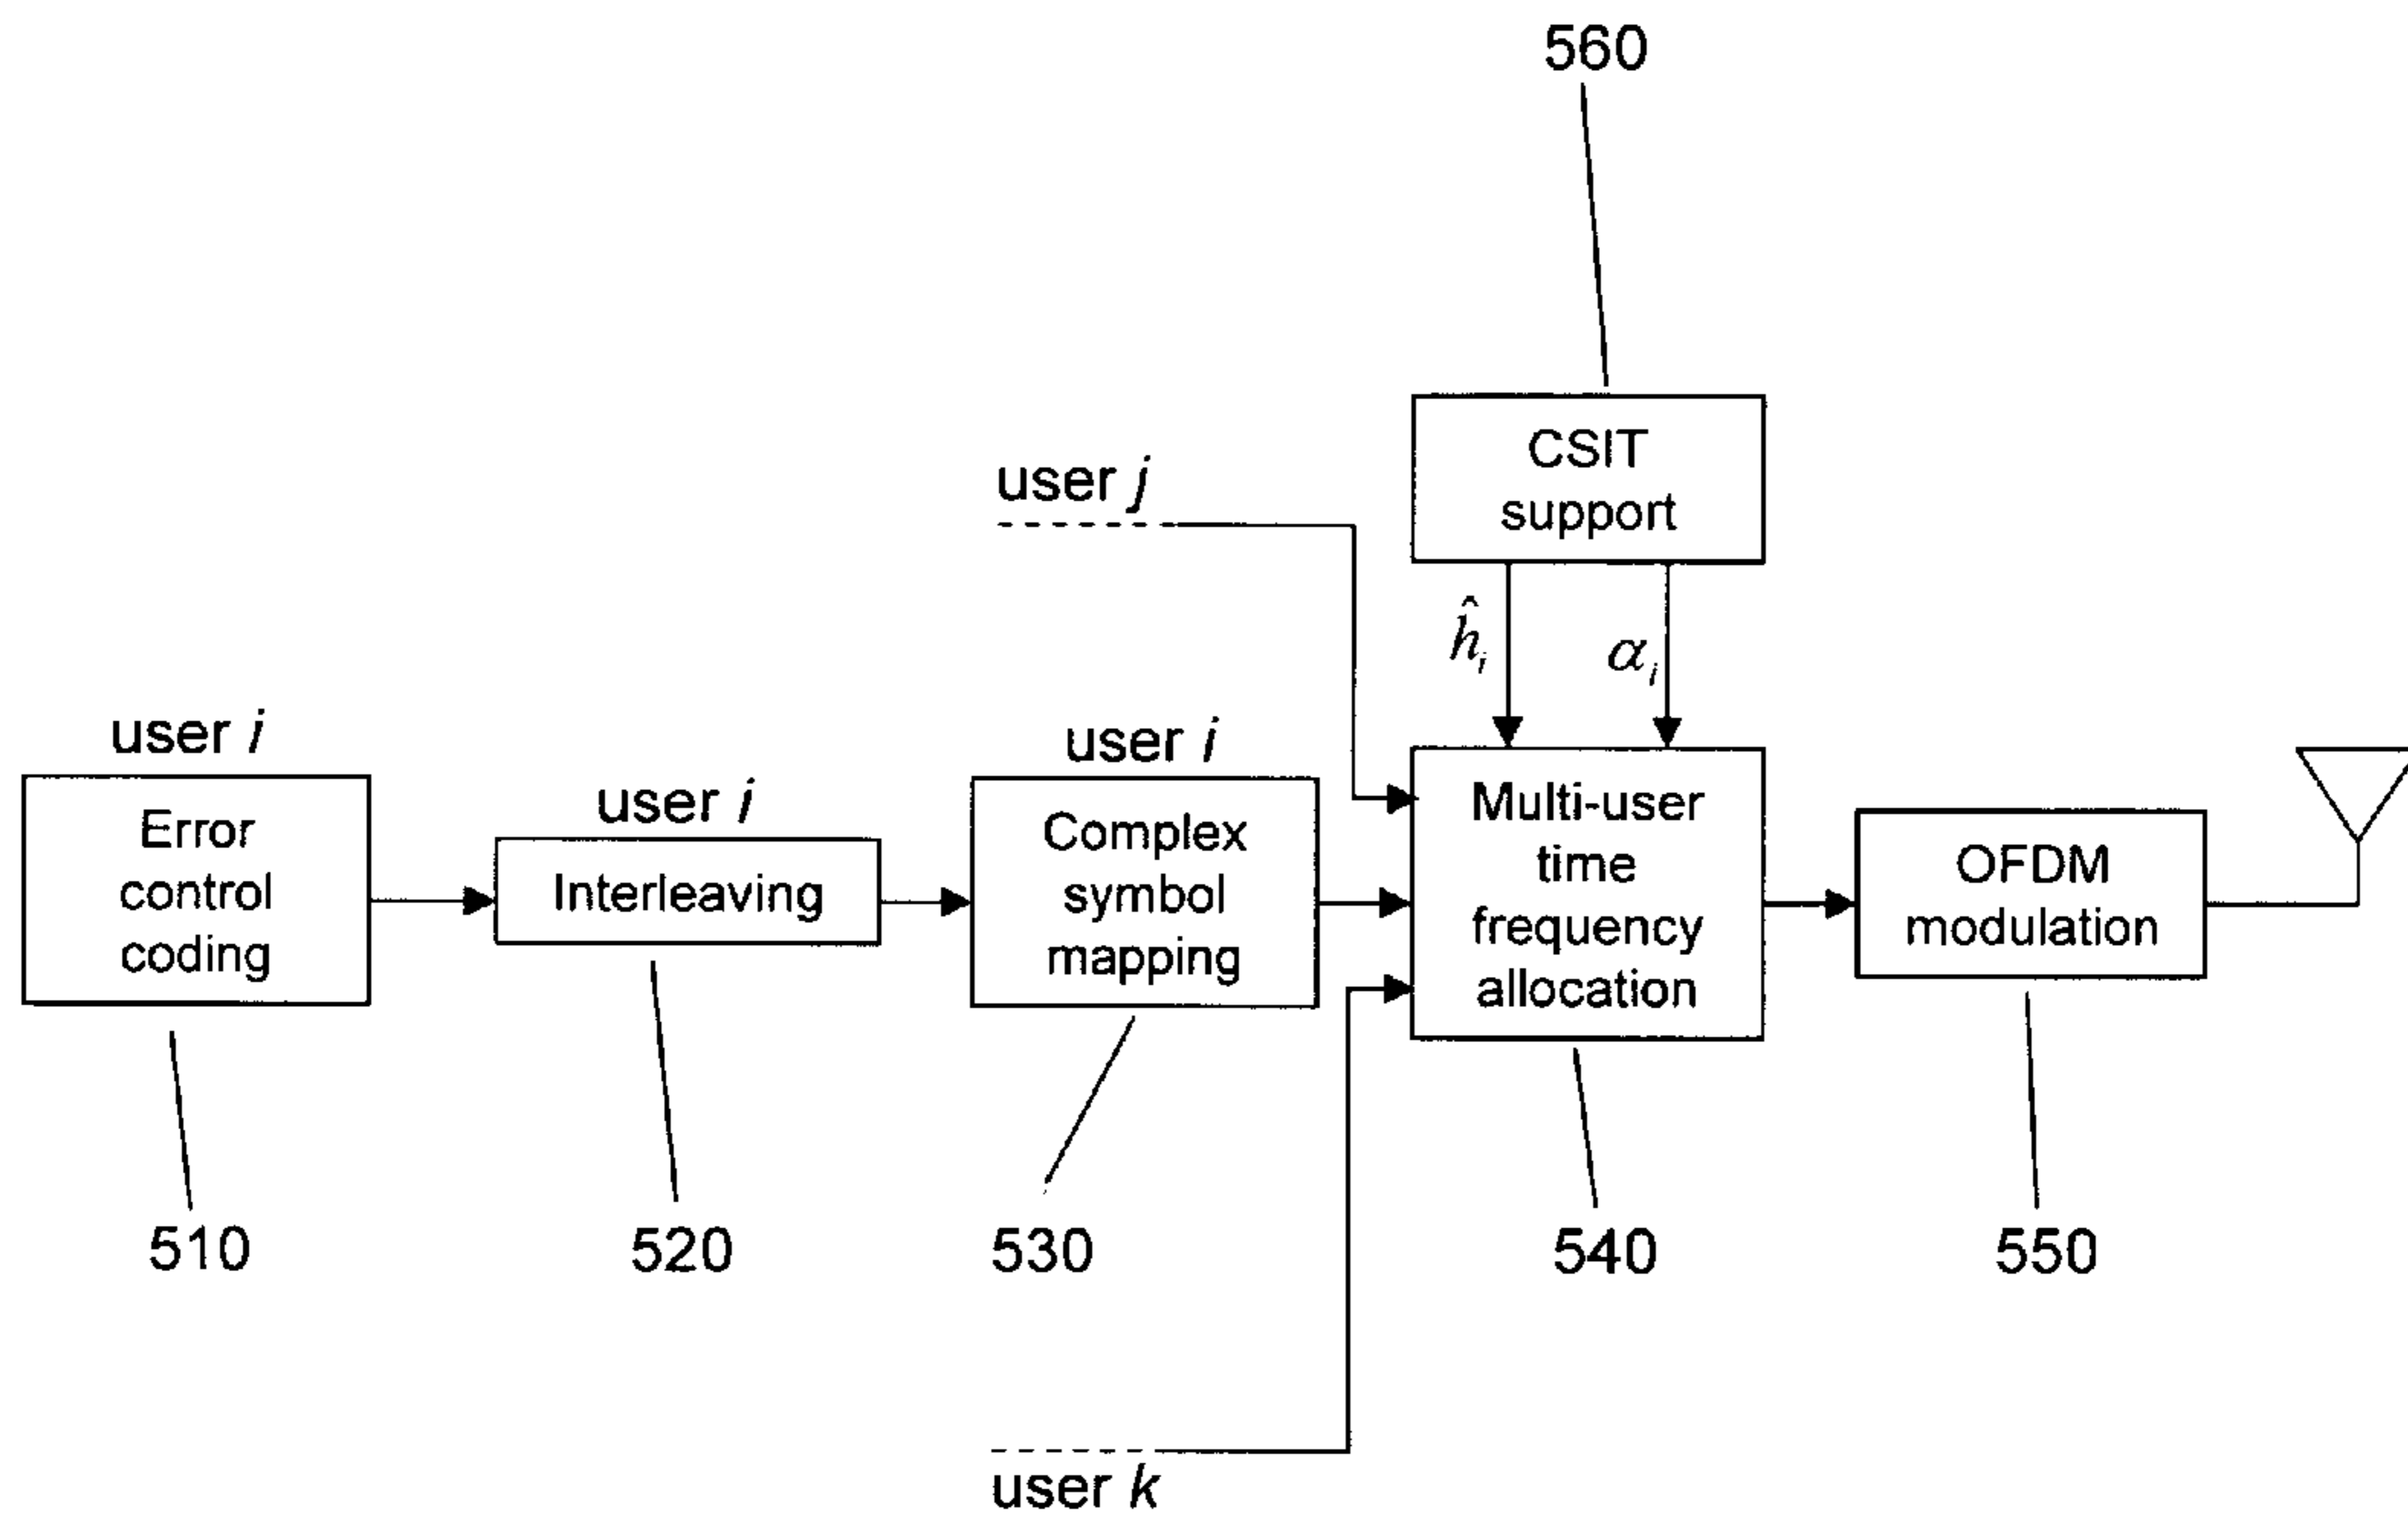 560
CSIT
support
user j
ĥᵢ
αᵢ
user i
Error
control
coding
user i
Interleaving
user i
Complex
symbol
mapping
Multi-user
time
frequency
allocation
OFDM
modulation
510
520
530
540
550
user k